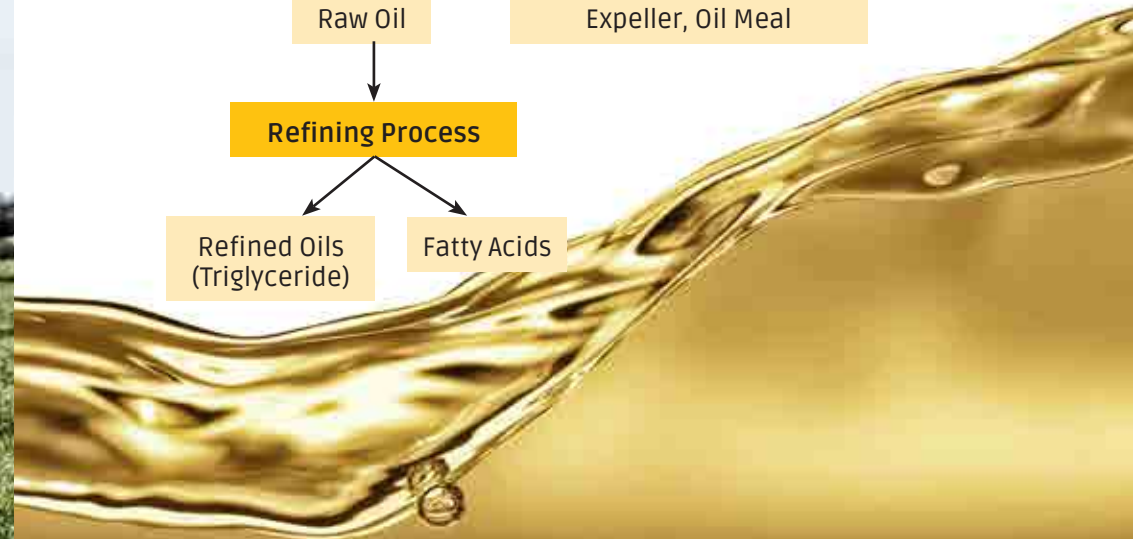 Raw Oil
Expeller, Oil Meal
Refining Process
Refined Oils
(Triglyceride)
Fatty Acids